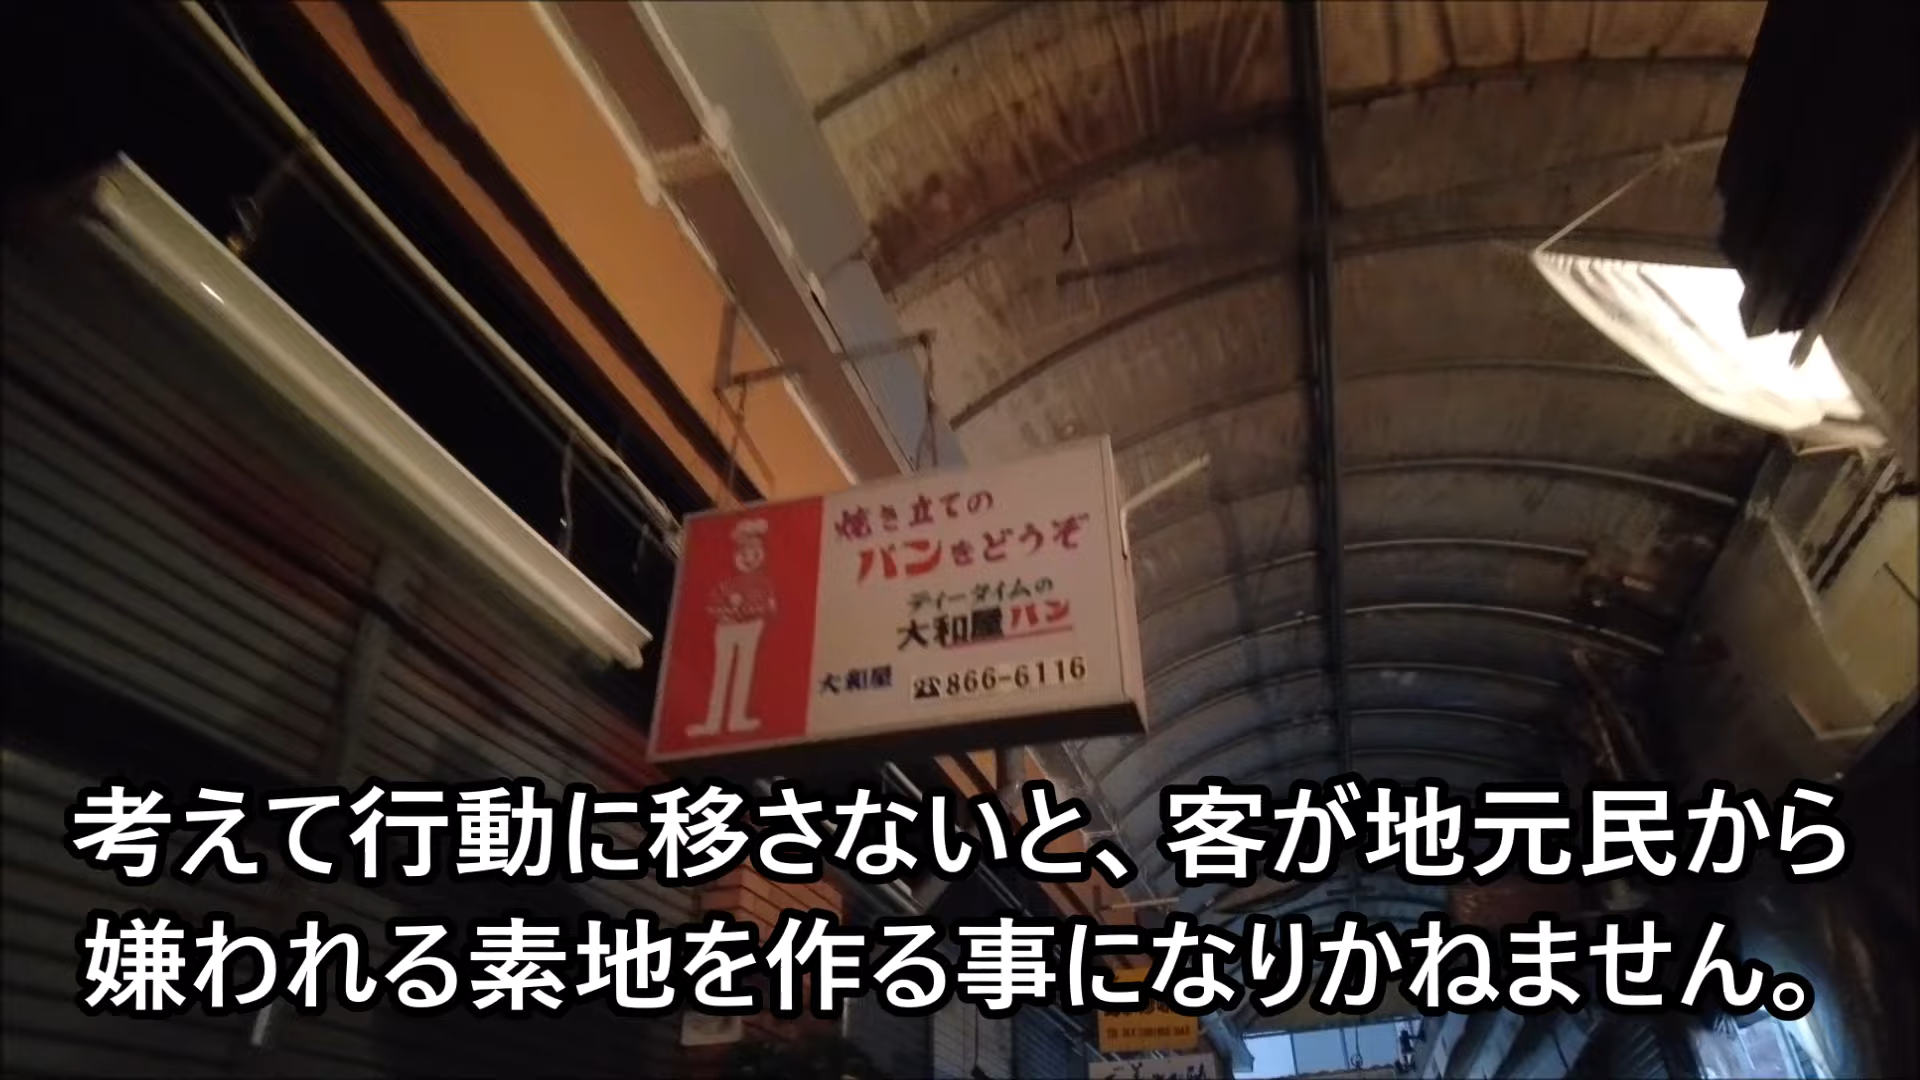 焼き立ての
パンをどうぞ
ティータイムの
大和屋パン
大和屋 ☎866-6116
考えて行動に移さないと、客が地元民から
嫌われる素地を作る事になりかねません。